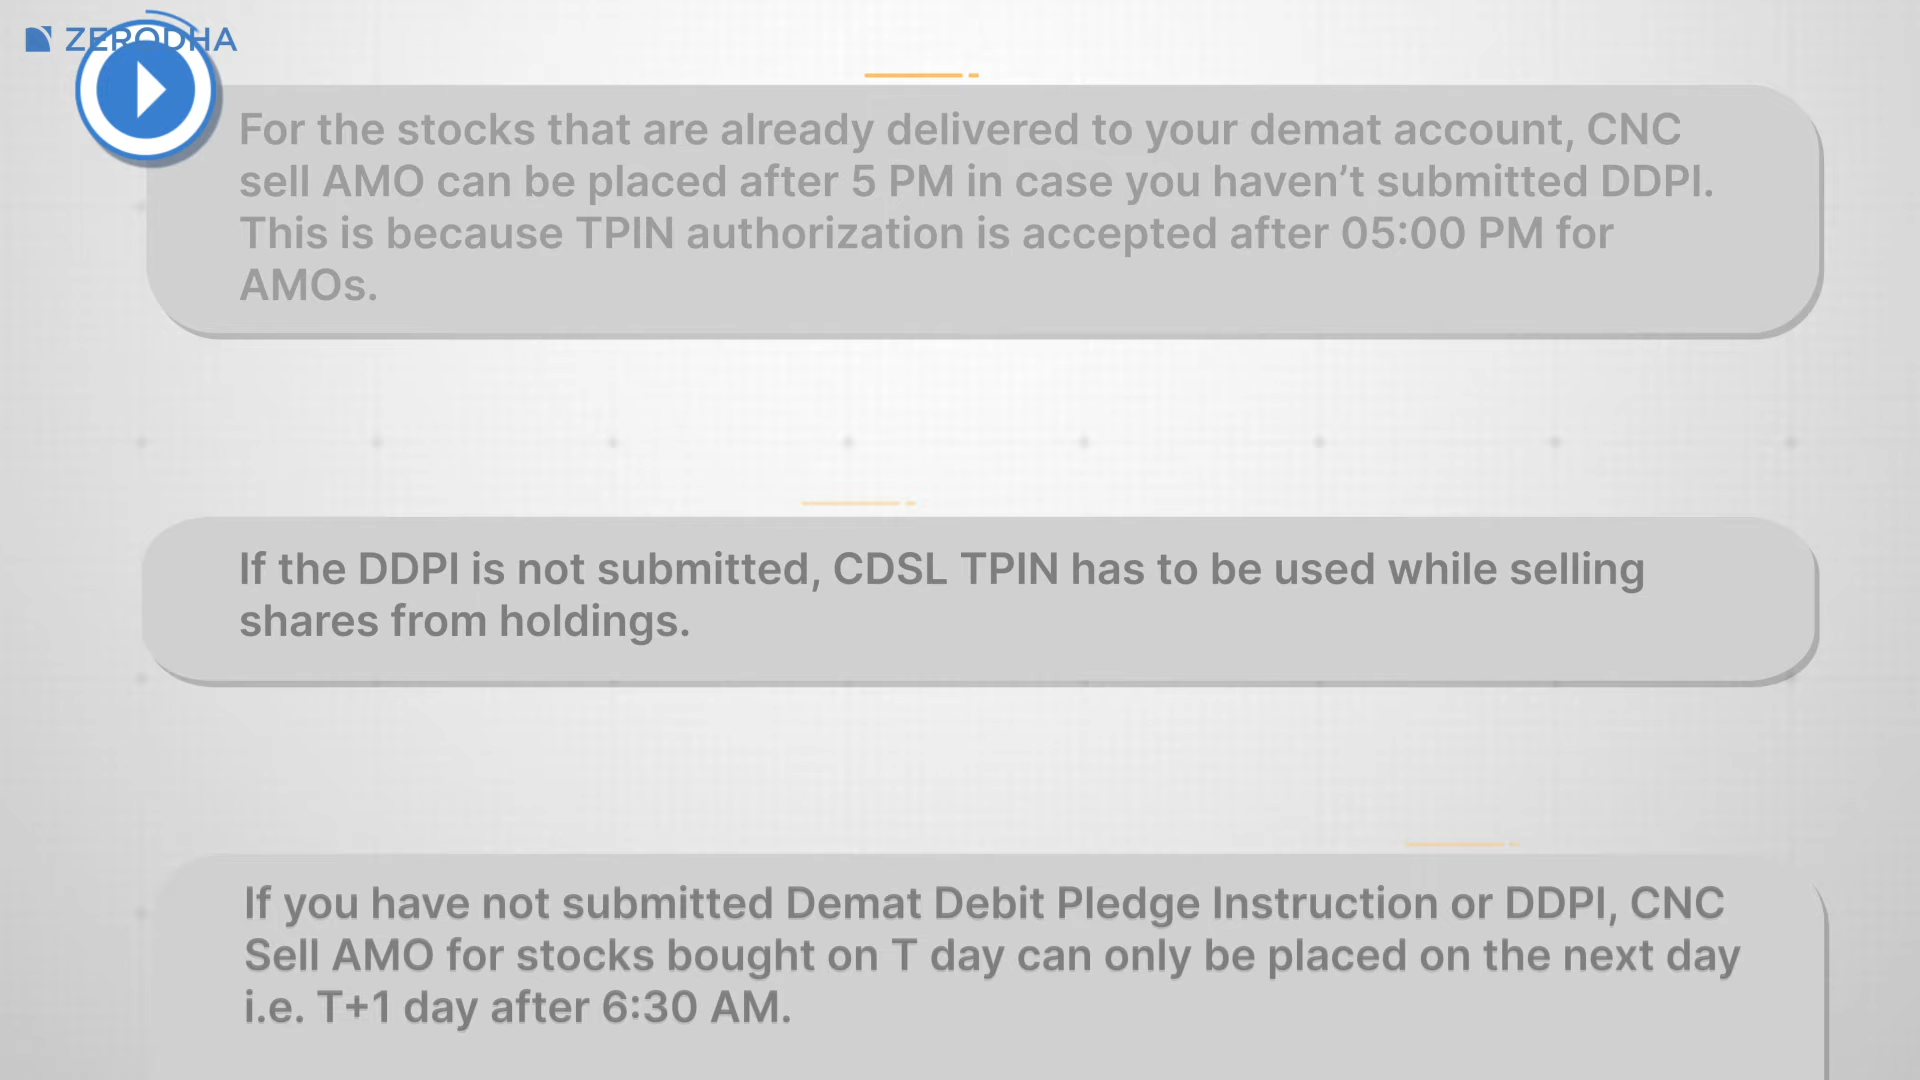 ZERODHA
For the stocks that are already delivered to your demat account, CNC
sell AMO can be placed after 5 PM in case you haven’t submitted DDPI.
This is because TPIN authorization is accepted after 05:00 PM for
AMOs.
If the DDPI is not submitted, CDSL TPIN has to be used while selling
shares from holdings.
If you have not submitted Demat Debit Pledge Instruction or DDPI, CNC
Sell AMO for stocks bought on T day can only be placed on the next day
i.e. T+1 day after 6:30 AM.